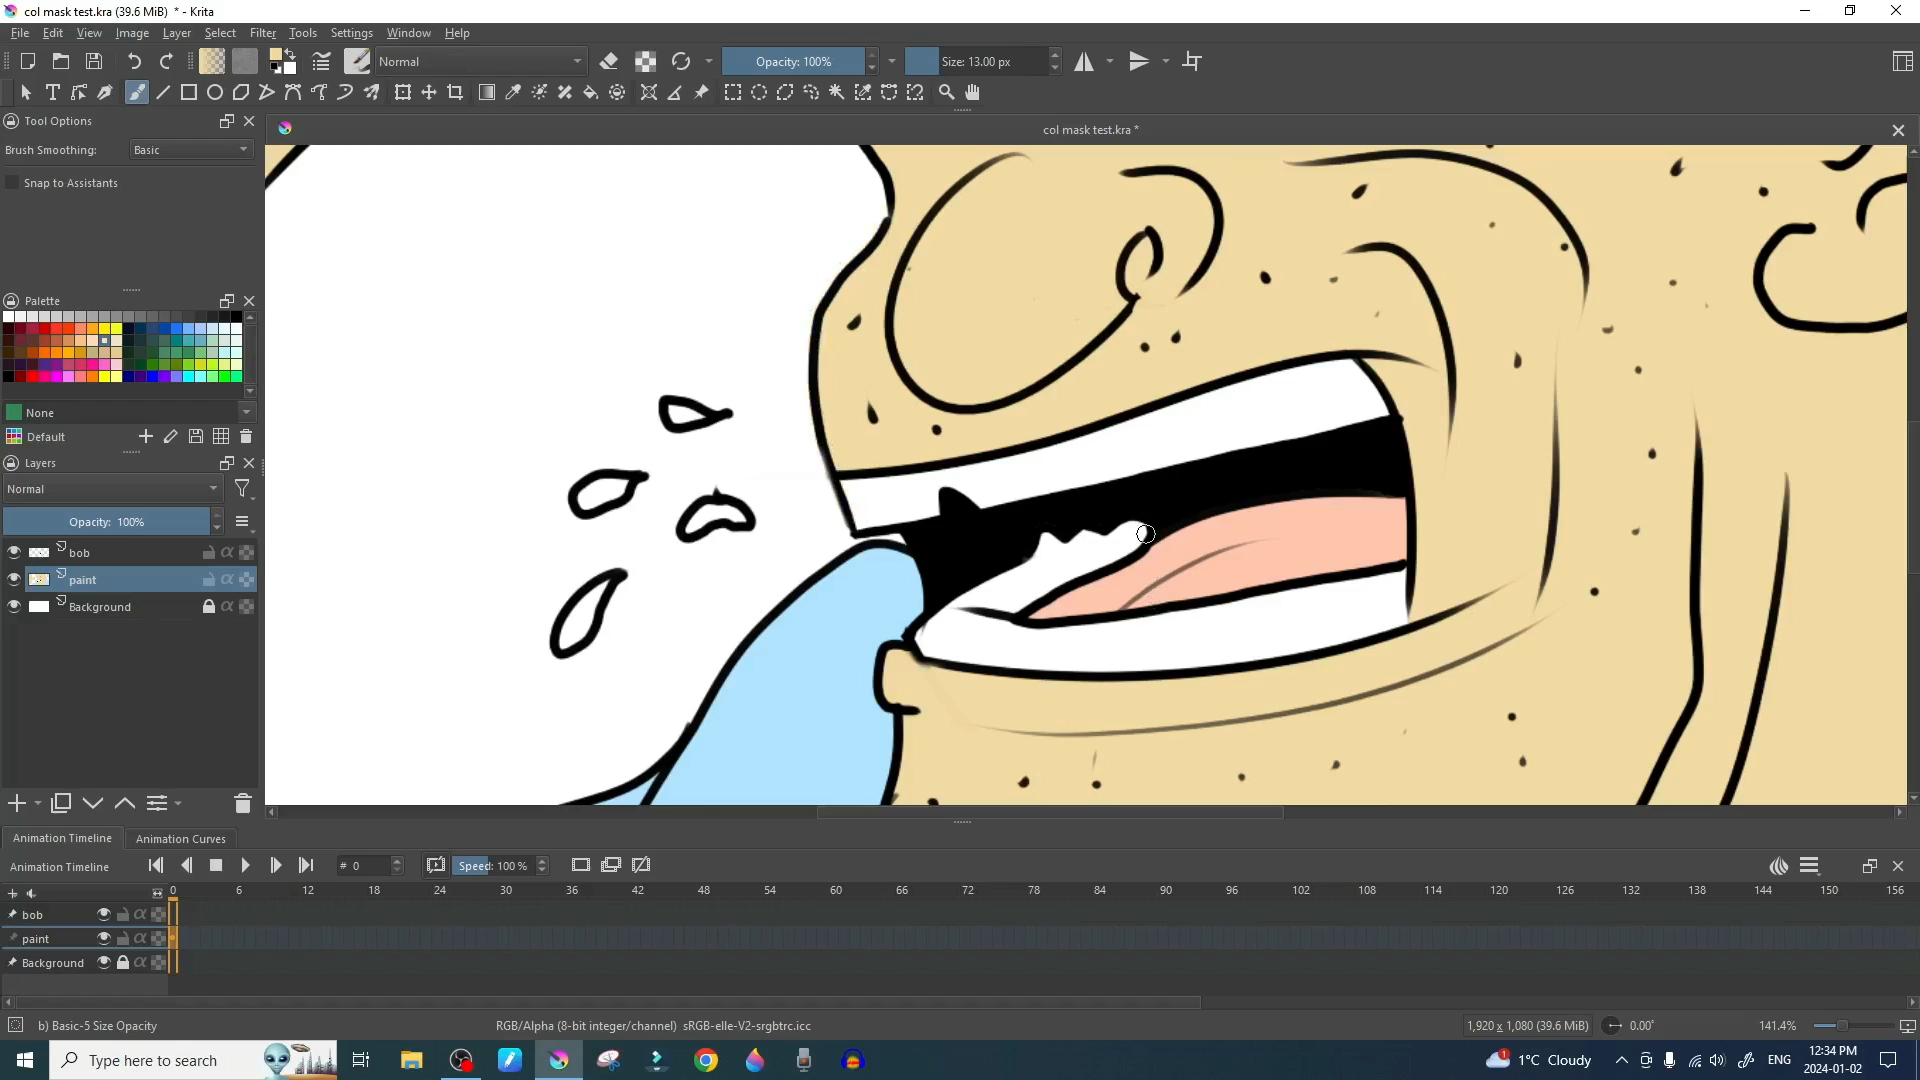 col mask test.kra (39.6 MiB)  * - Krita
File Edit View Image Layer Select Filter Tools Settings Window Help
Normal Opacity: 100% Size: 13.00 px
Tool Options
col mask test.kra *
Brush Smoothing: Basic
Snap to Assistants
Palette
None
Default
Layers
Normal
Opacity: 100%
bob
paint
Background
Animation Timeline Animation Curves
Animation Timeline # 0 Speed: 100 %
0 6 12 18 24 30 36 42 48 54 60 66 72 78 84 90 96 102 108 114 120 126 132 138 144 150 156
bob
paint
Background
b) Basic-5 Size Opacity RGB/Alpha (8-bit integer/channel) sRGB-elle-V2-srgbtrc.icc 1,920 x 1,080 (39.6 MiB) 0.00° 141.4%
Type here to search 1 1°C Cloudy ENG 12:34 PM
2024-01-02